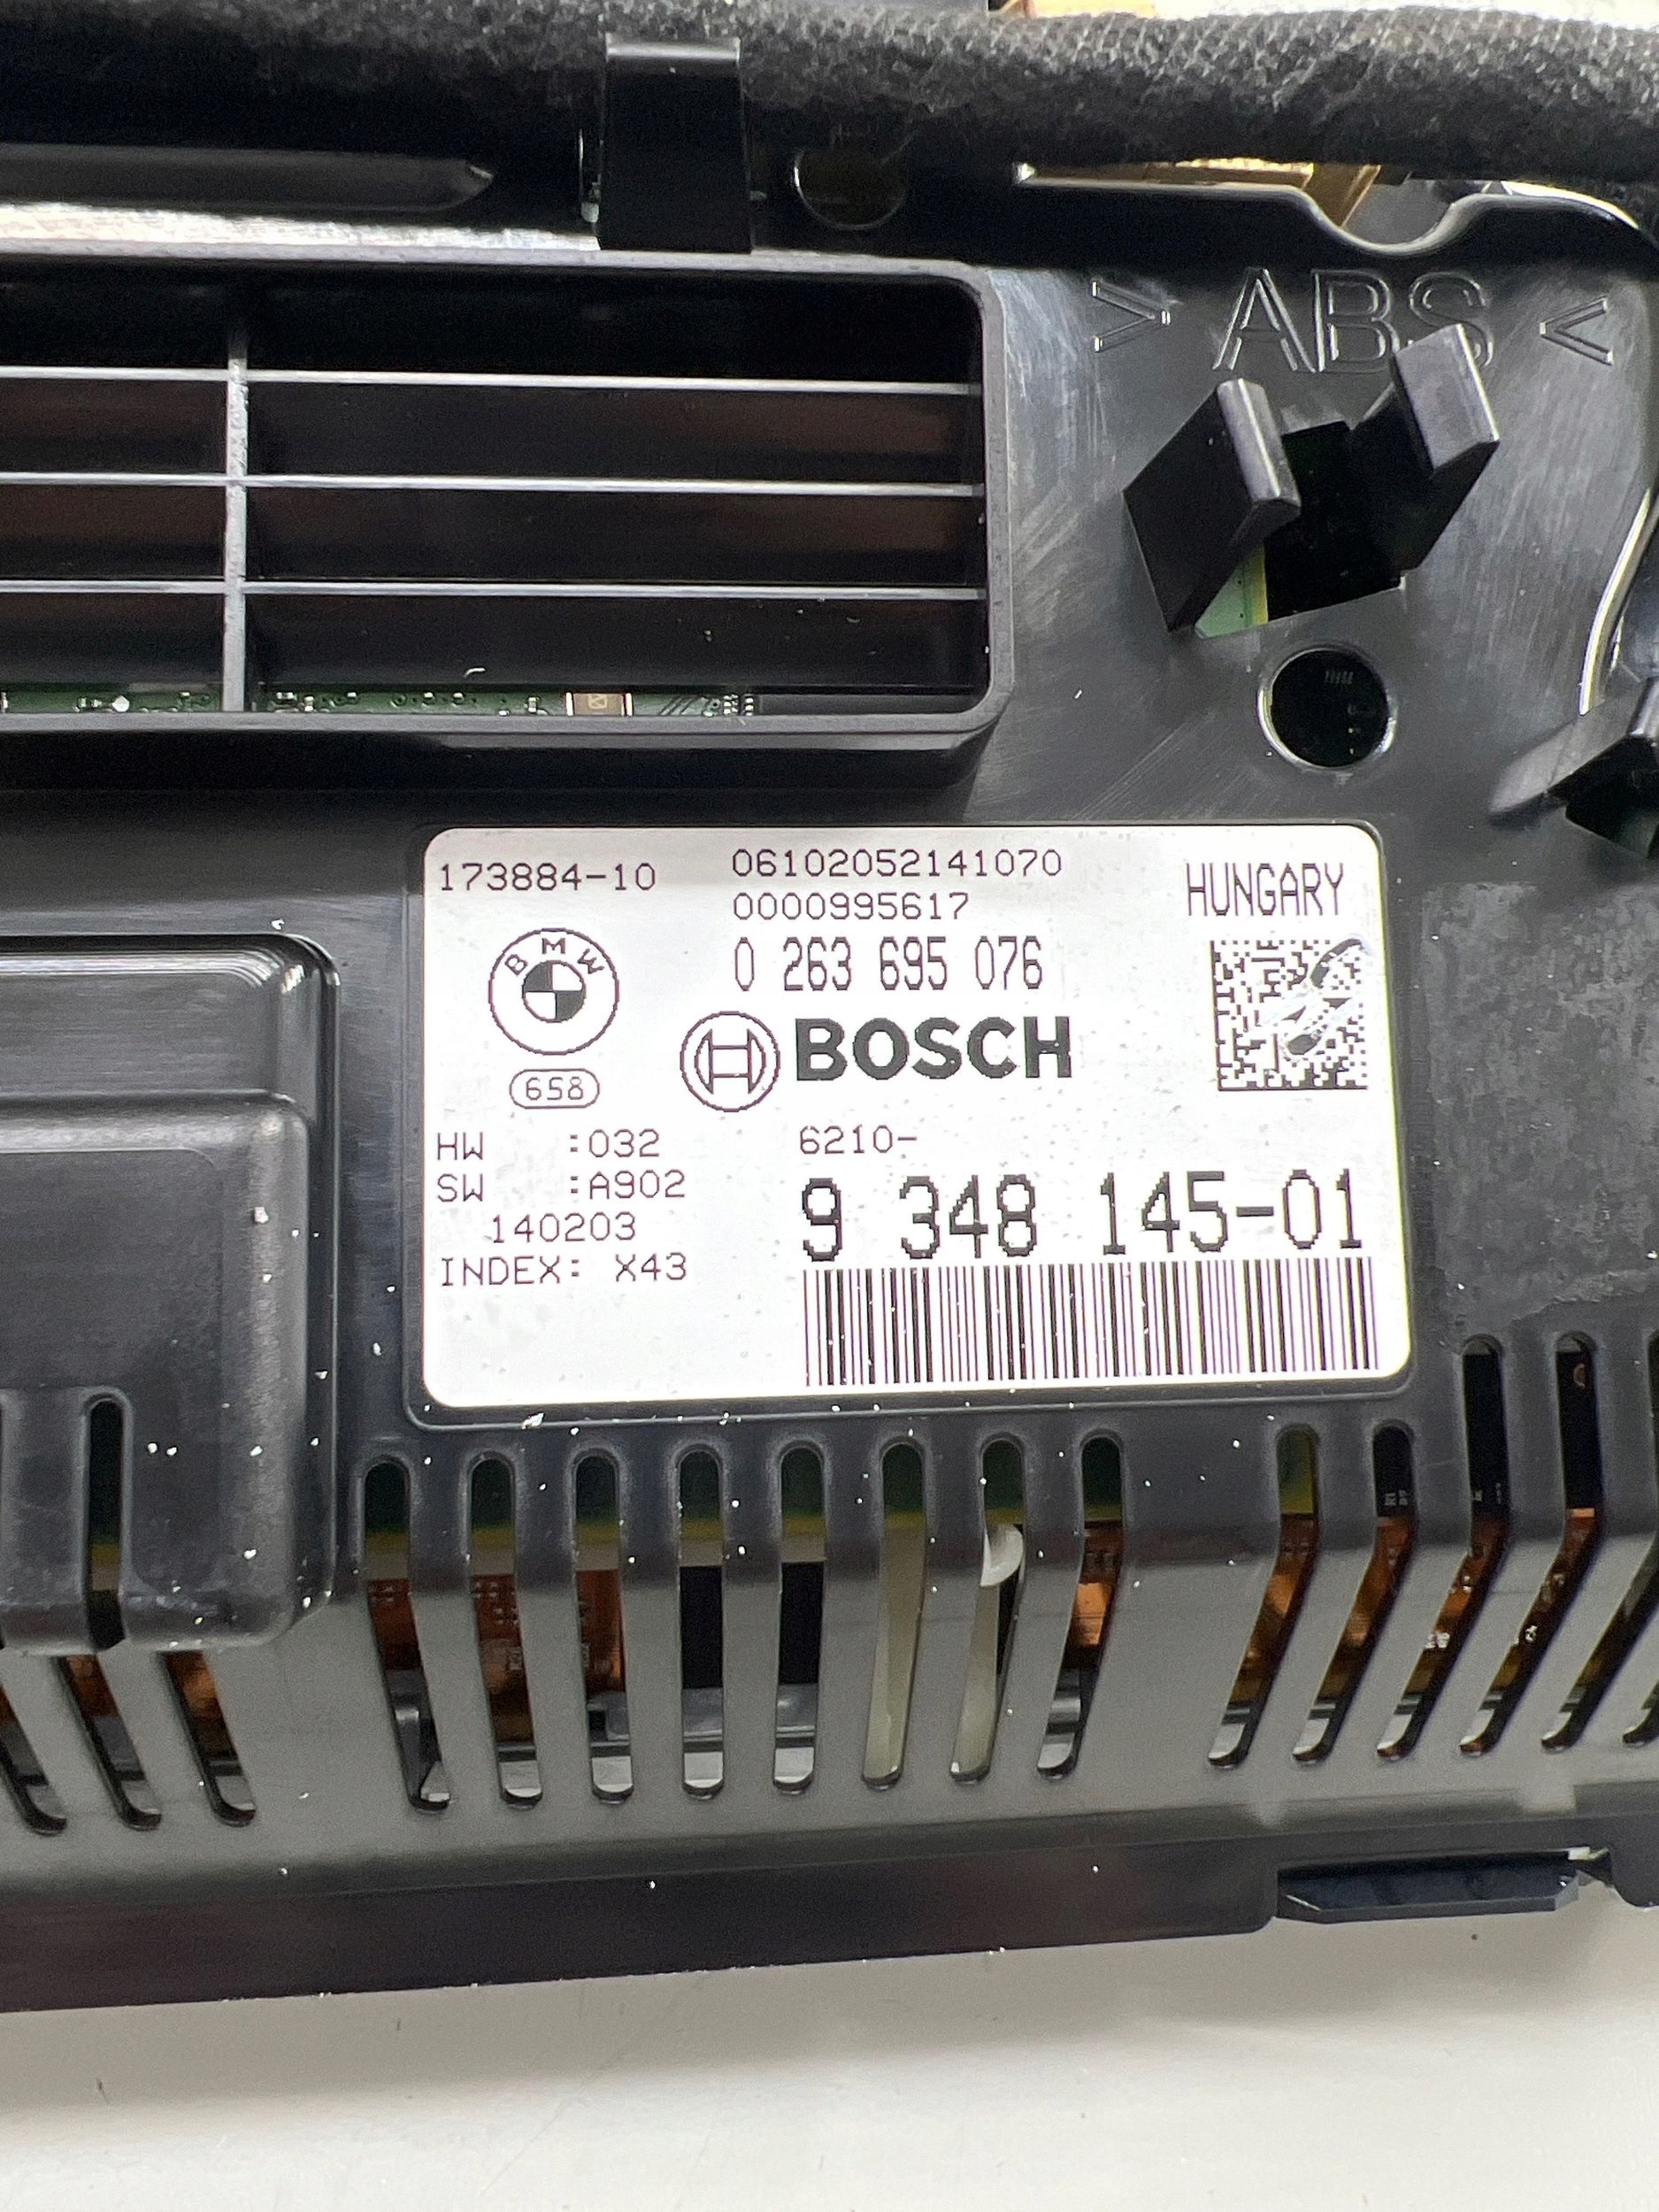 > ABS <
173884-10
06102052141070
0000995617
HUNGARY
0 263 695 076
BMW
BOSCH
658
HW :032
SW :A902
140203
INDEX: X43
6210-
9 348 145-01